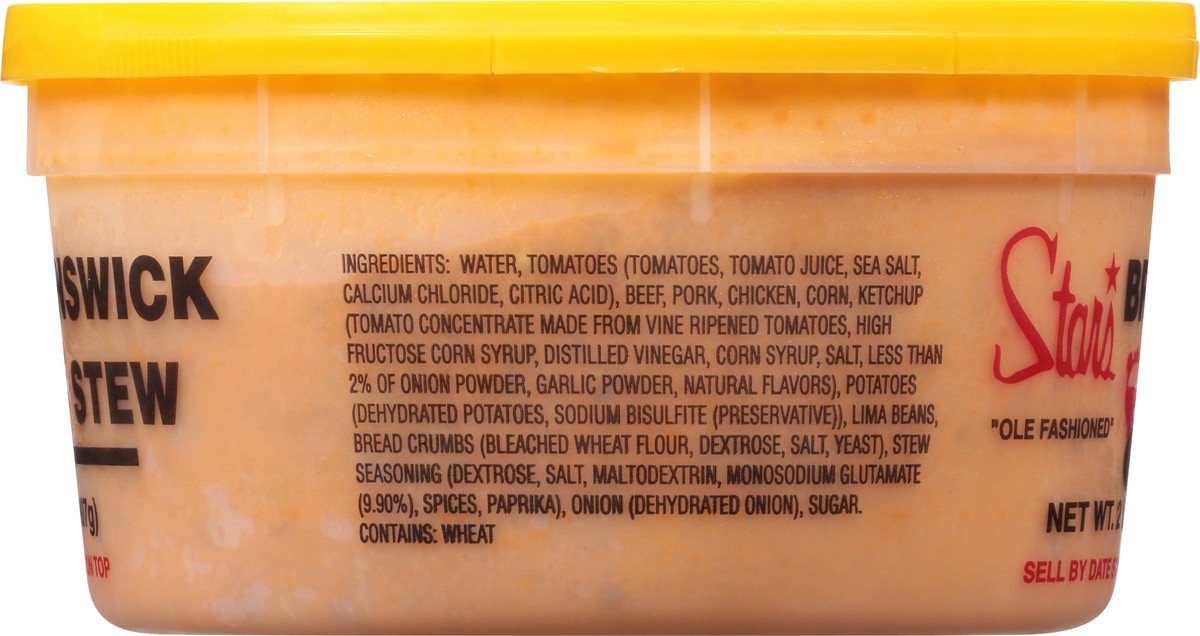 STEW
INGREDIENTS: WATER, TOMATOES (TOMATOES, TOMATO JUICE, SEA SALT,
CALCIUM CHLORIDE, CITRIC ACID), BEEF, PORK, CHICKEN, CORN, KETCHUP
(TOMATO CONCENTRATE MADE FROM VINE RIPENED TOMATOES, HIGH
FRUCTOSE CORN SYRUP, DISTILLED VINEGAR, CORN SYRUP, SALT, LESS THAN
2% OF ONION POWDER, GARLIC POWDER, NATURAL FLAVORS), POTATOES
(DEHYDRATED POTATOES, SODIUM BISULFITE (PRESERVATIVE)), LIMA BEANS,
BREAD CRUMBS (BLEACHED WHEAT FLOUR, DEXTROSE, SALT, YEAST), STEW
SEASONING (DEXTROSE, SALT, MALTODEXTRIN, MONOSODIUM GLUTAMATE
(9.90%), SPICES, PAPRIKA), ONION (DEHYDRATED ONION), SUGAR.
CONTAINS: WHEAT
TOP
Stars
"OLE FASHIONED"
NET WT.
SELL BY DATE